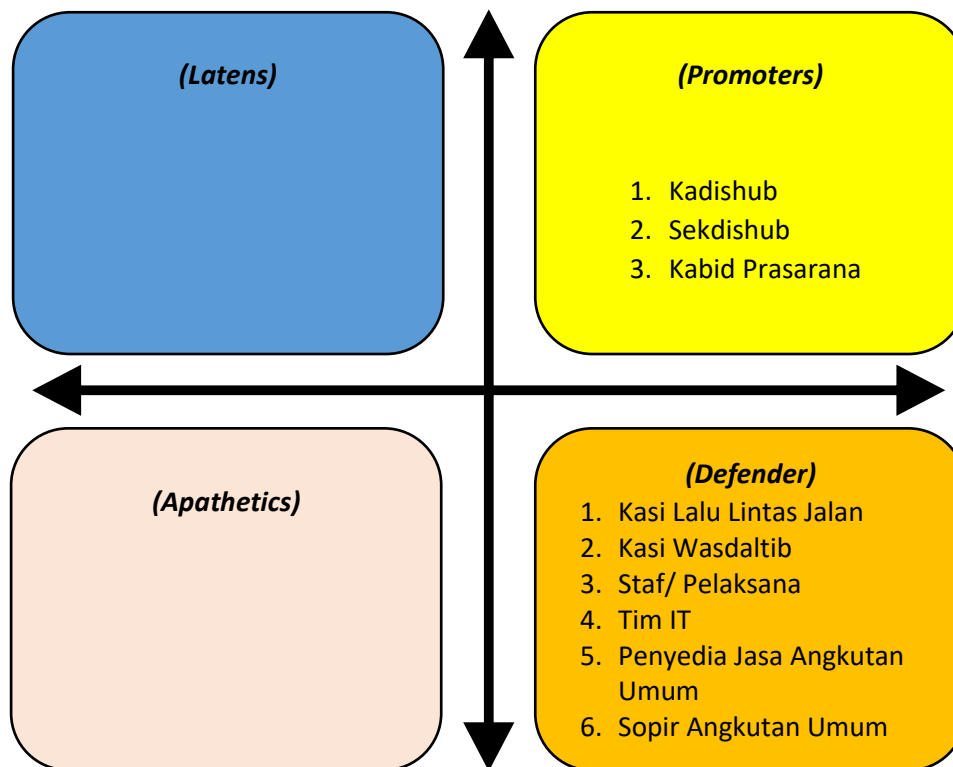 (Latens)
(Promoters)
1. Kadishub
2. Sekdishub
3. Kabid Prasarana
(Apathetics)
(Defender)
1. Kasi Lalu Lintas Jalan
2. Kasi Wasdaltib
3. Staf/ Pelaksana
4. Tim IT
5. Penyedia Jasa Angkutan
Umum
6. Sopir Angkutan Umum